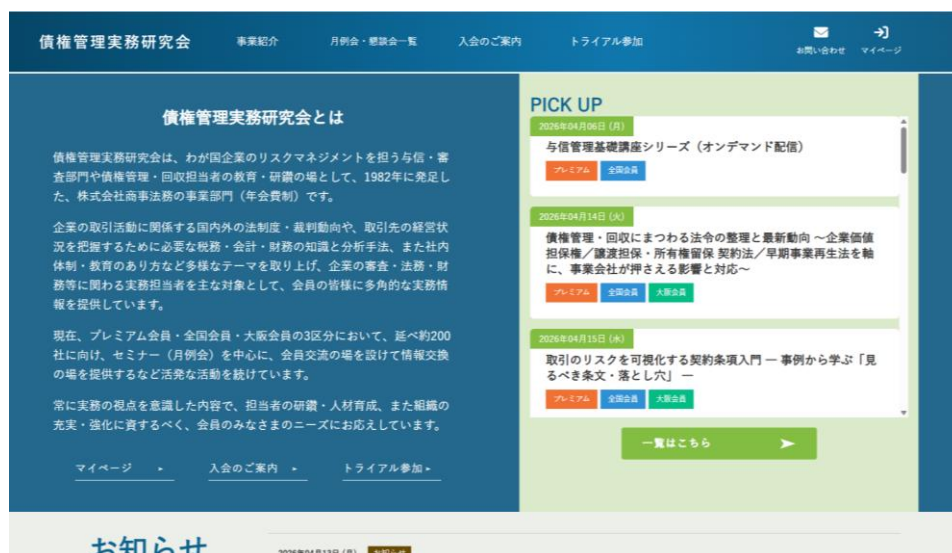 債権管理実務研究会
事業紹介
月例会・懇談会一覧
入会のご案内
トライアル参加
お問い合わせ
マイページ
債権管理実務研究会とは
債権管理実務研究会は、わが国企業のリスクマネジメントを担う与信・審
査部門や債権管理・回収担当者の教育・研鑽の場として、1982年に発足し
た、株式会社商事法務の事業部門（年会費制）です。
企業の取引活動に関係する国内外の法制度・裁判動向や、取引先の経営状
況を把握するために必要な税務・会計・財務の知識と分析手法、また社内
体制・教育のあり方など多様なテーマを取り上げ、企業の審査・法務・財
務等に関わる実務担当者を主な対象として、会員の皆様に多角的な実務情
報を提供しています。
現在、プレミアム会員・全国会員・大阪会員の3区分において、延べ約200
社に向け、セミナー（月例会）を中心に、会員交流の場を設けて情報交換
の場を提供するなど活発な活動を続けています。
常に実務の視点を意識した内容で、担当者の研鑽・人材育成、また組織の
充実・強化に資するべく、会員のみなさまのニーズにお応えしています。
マイページ
入会のご案内
トライアル参加
PICK UP
2026年04月06日 (月)
与信管理基礎講座シリーズ（オンデマンド配信）
プレミアム 全国会員
2026年04月14日 (火)
債権管理・回収にまつわる法令の整理と最新動向 ～企業価値
担保権／譲渡担保・所有権留保 契約法／早期事業再生法を軸
に、事業会社が押さえる影響と対応～
プレミアム 全国会員 大阪会員
2026年04月15日 (水)
取引のリスクを可視化する契約条項入門 ― 事例から学ぶ「見
るべき条文・落とし穴」 ―
プレミアム 全国会員 大阪会員
一覧はこちら
お知らせ
2026年04月13日 (月) お知らせ